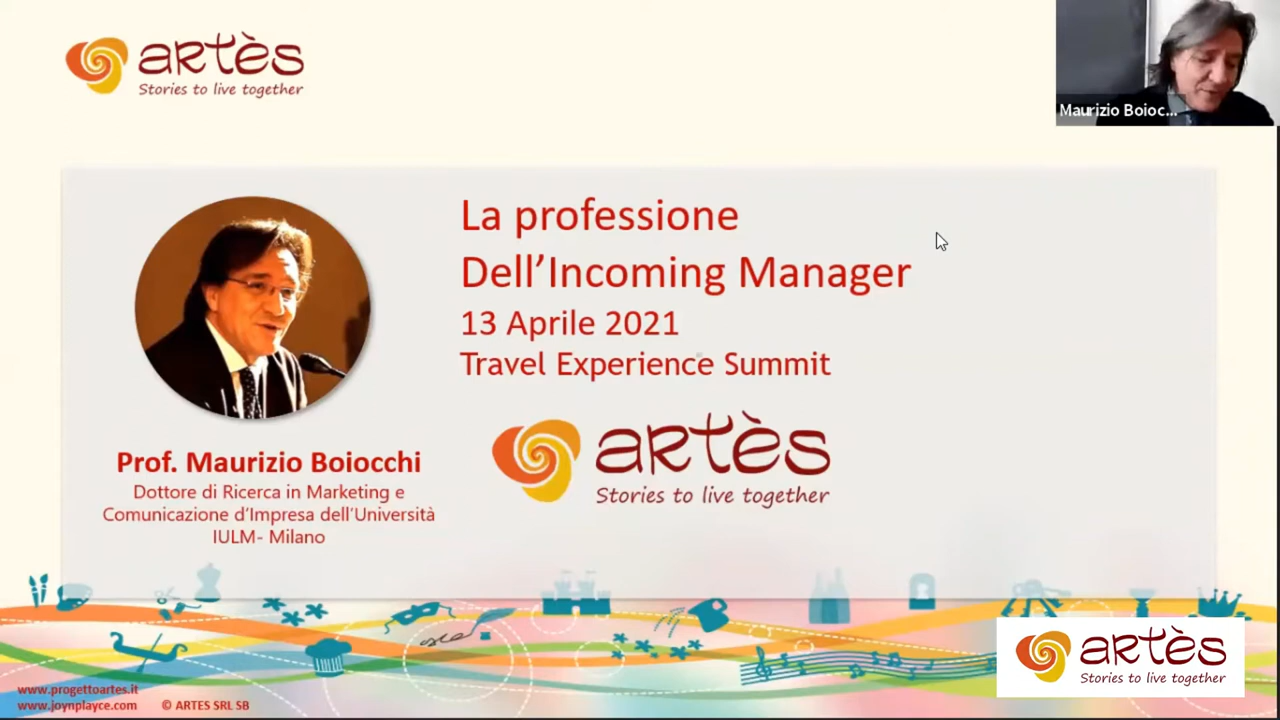 artès
Stories to live together
Maurizio Boioc...
La professione
Dell’Incoming Manager
13 Aprile 2021
Travel Experience Summit
artès
Stories to live together
Prof. Maurizio Boiocchi
Dottore di Ricerca in Marketing e
Comunicazione d’Impresa dell’Università
IULM- Milano
artès
Stories to live together
www.progettoartes.it
www.joynplayce.com © ARTES SRL SB